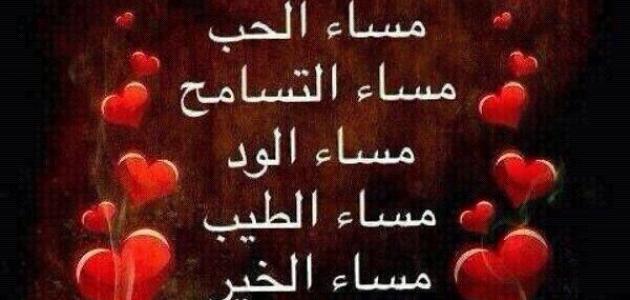 مساء الحب
مساء التسامح
مساء الود
مساء الطيب
مساء الخير